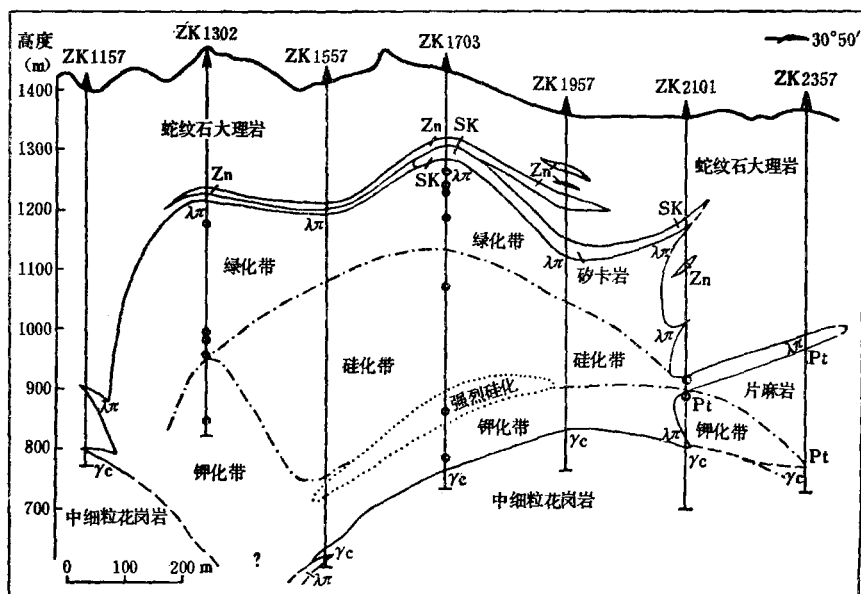 高度
(m)
ZK1157
ZK1302
ZK1557
ZK1703
ZK1957
ZK2101
ZK2357
30°50′
1400
1300
1200
1100
1000
900
800
700
蛇纹石大理岩
Zn
λπ
绿化带
λπ
Zn
SK
SK
λπ
绿化带
Zn
λπ
矽卡岩
SK
蛇纹石大理岩
Zn
λπ
λπ
Pt
片麻岩
硅化带
硅化带
强烈硅化
钾化带
λπ
γc
钾化带
γc
γc
Pt
λπ
钾化带
γc
Pt
γc
中细粒花岗岩
中细粒花岗岩
?
γc
λπ
0 100 200 m